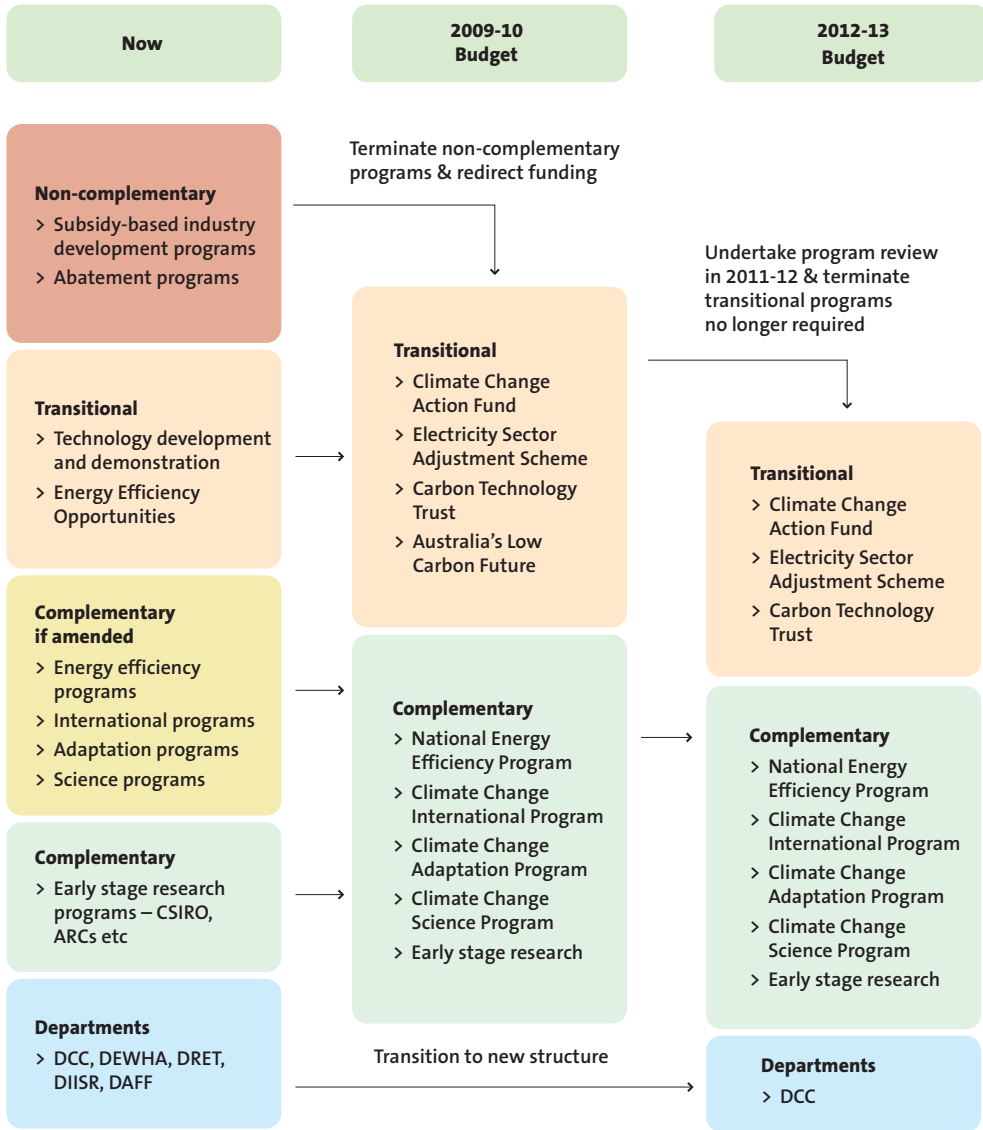 Now
2009-10
Budget
2012-13
Budget
Non-complementary
> Subsidy-based industry
development programs
> Abatement programs
Transitional
> Technology development
and demonstration
> Energy Efficiency
Opportunities
Complementary
if amended
> Energy efficiency
programs
> International programs
> Adaptation programs
> Science programs
Complementary
> Early stage research
programs – CSIRO,
ARCs etc
Departments
> DCC, DEWHA, DRET,
DIISR, DAFF
Terminate non-complementary
programs & redirect funding
Transitional
> Climate Change
Action Fund
> Electricity Sector
Adjustment Scheme
> Carbon Technology
Trust
> Australia's Low
Carbon Future
Complementary
> National Energy
Efficiency Program
> Climate Change
International Program
> Climate Change
Adaptation Program
> Climate Change
Science Program
> Early stage research
Transition to new structure
Undertake program review
in 2011-12 & terminate
transitional programs
no longer required
Transitional
> Climate Change
Action Fund
> Electricity Sector
Adjustment Scheme
> Carbon Technology
Trust
Complementary
> National Energy
Efficiency Program
> Climate Change
International Program
> Climate Change
Adaptation Program
> Climate Change
Science Program
> Early stage research
Departments
> DCC